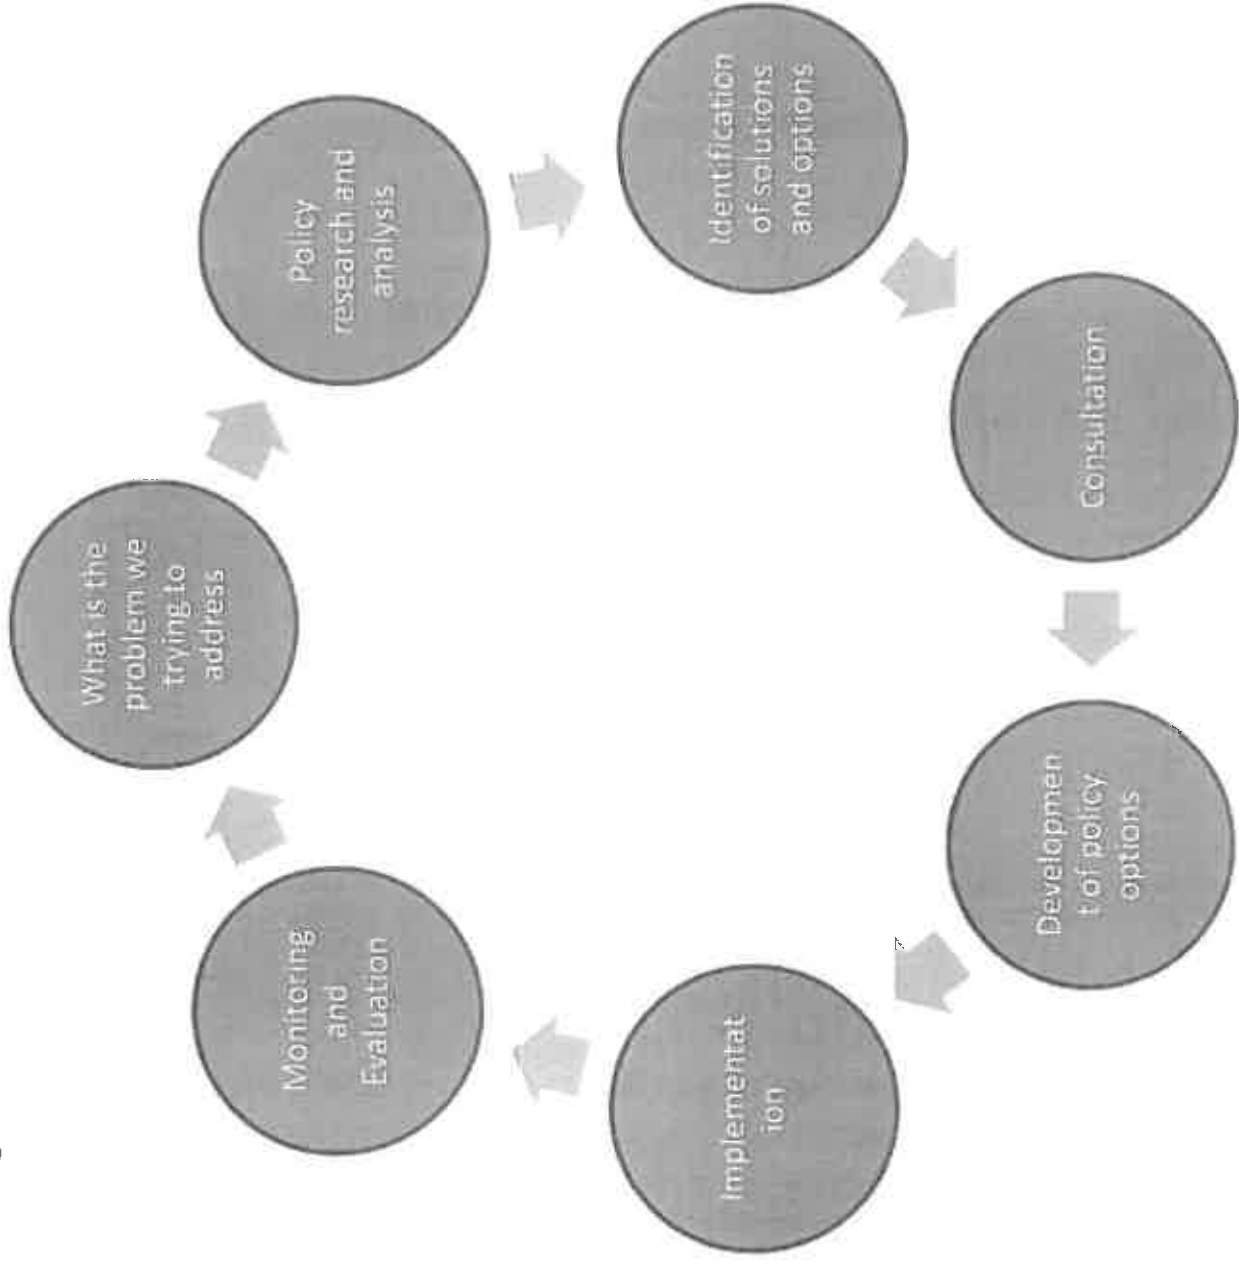 What is the
problem we
trying to
address
Policy
research and
analysis
Identification
of solutions
and options
Consultation
Developmen
t of policy
options
Implementat
ion
Monitoring
and
Evaluation